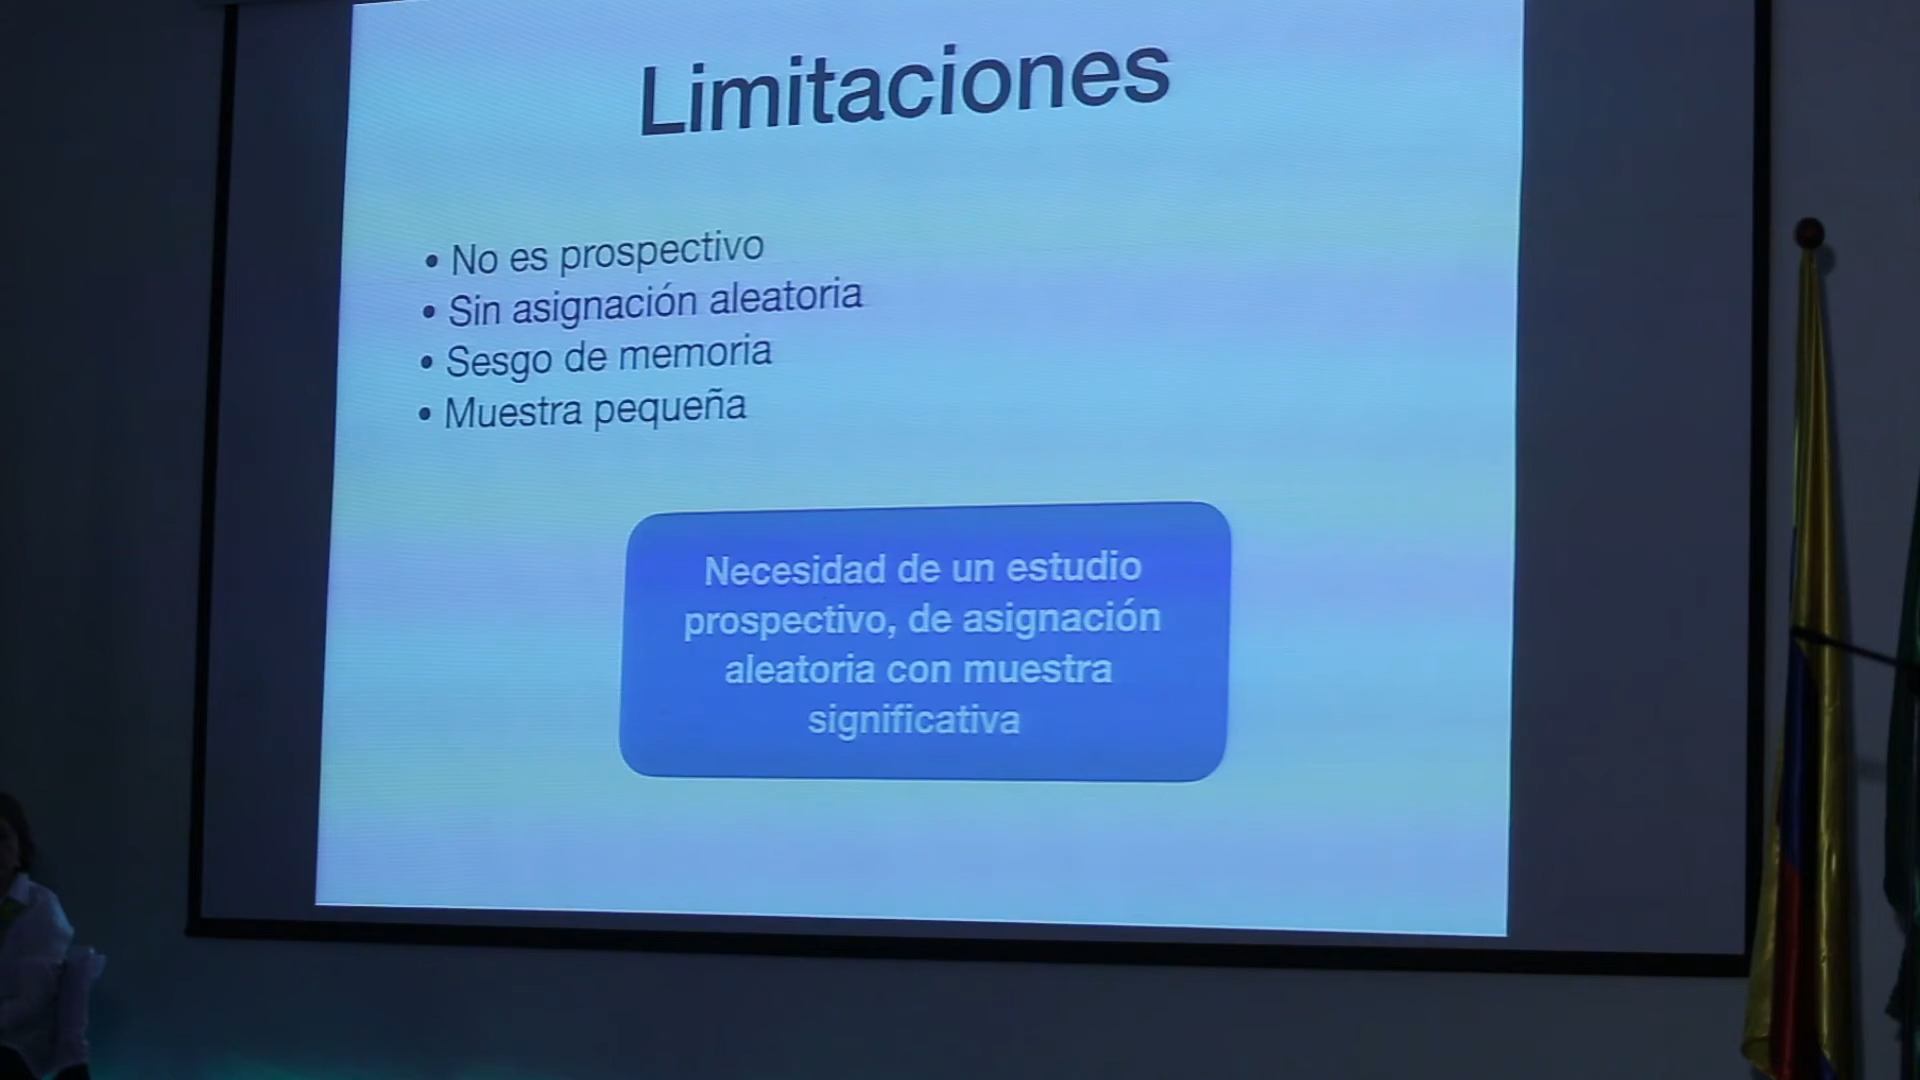 Limitaciones
• No es prospectivo
• Sin asignación aleatoria
• Sesgo de memoria
• Muestra pequeña
Necesidad de un estudio
prospectivo, de asignación
aleatoria con muestra
significativa